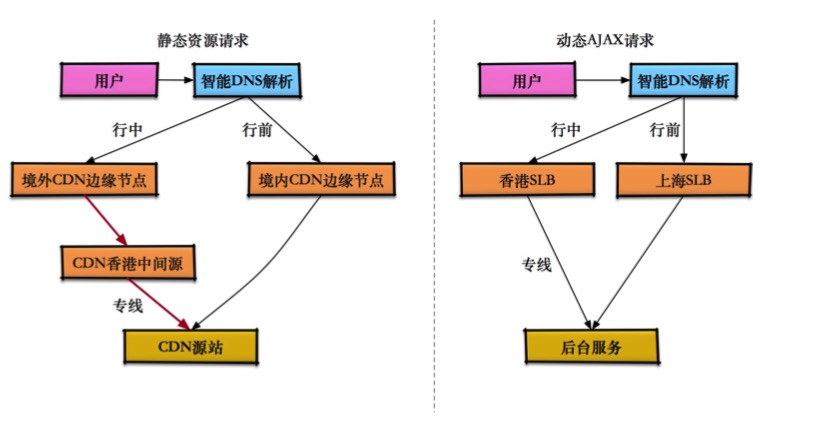 静态资源请求
用户
智能DNS解析
行中
行前
境外CDN边缘节点
境内CDN边缘节点
CDN香港中间源
专线
CDN源站
动态AJAX请求
用户
智能DNS解析
行中
行前
香港SLB
上海SLB
专线
后台服务